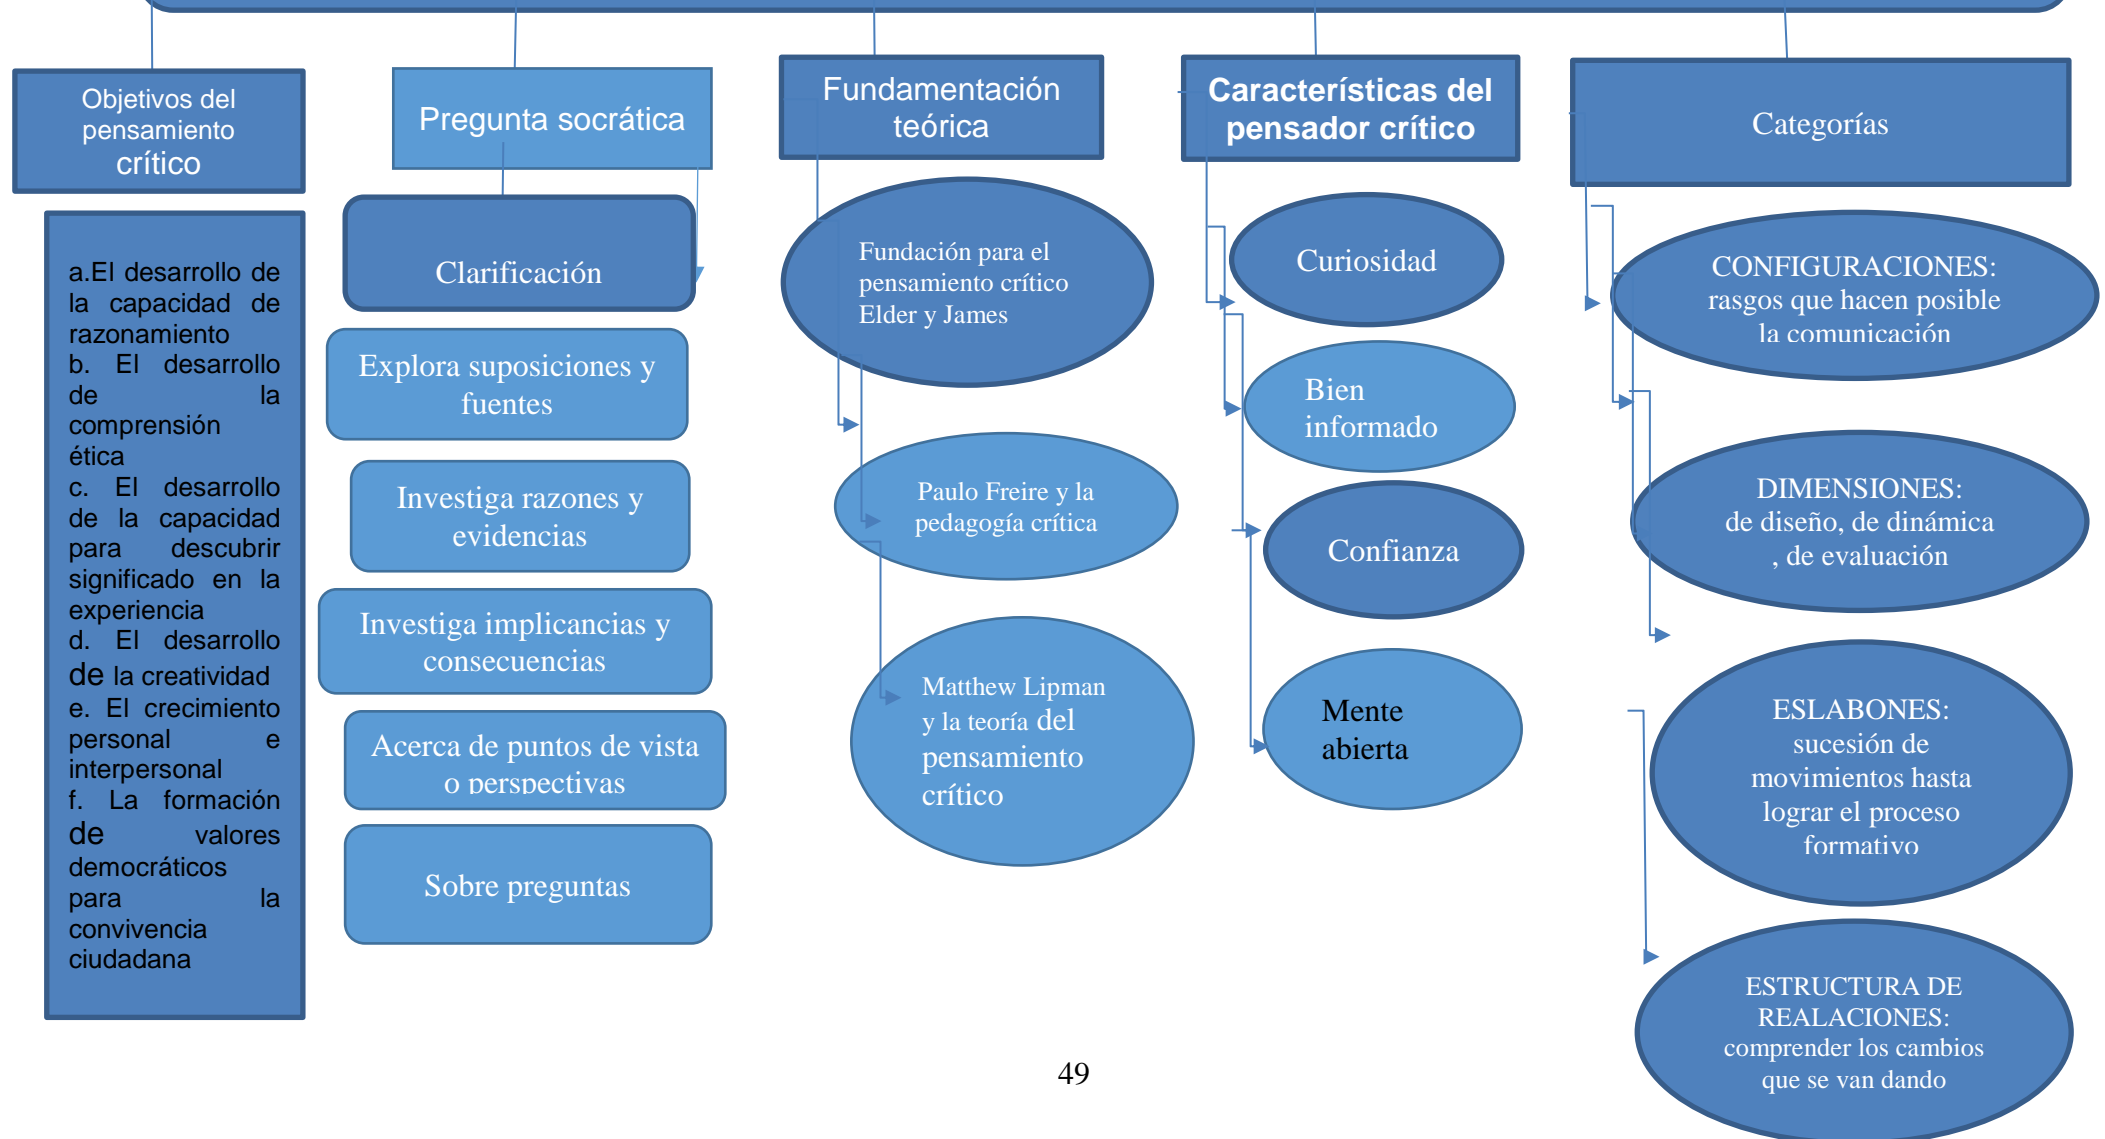 Objetivos del
pensamiento
crítico
a.El desarrollo de
la capacidad de
razonamiento
b. El desarrollo
de la
comprensión
ética
c. El desarrollo
de la capacidad
para descubrir
significado en la
experiencia
d. El desarrollo
de la creatividad
e. El crecimiento
personal e
interpersonal
f. La formación
de valores
democráticos
para la
convivencia
ciudadana
Pregunta socrática
Clarificación
Explora suposiciones y
fuentes
Investiga razones y
evidencias
Investiga implicancias y
consecuencias
Acerca de puntos de vista
o perspectivas
Sobre preguntas
Fundamentación
teórica
Fundación para el
pensamiento crítico
Elder y James
Paulo Freire y la
pedagogía crítica
Matthew Lipman
y la teoría del
pensamiento
crítico
Características del
pensador crítico
Curiosidad
Bien
informado
Confianza
Mente
abierta
Categorías
CONFIGURACIONES:
rasgos que hacen posible
la comunicación
DIMENSIONES:
de diseño, de dinámica
, de evaluación
ESLABONES:
sucesión de
movimientos hasta
lograr el proceso
formativo
ESTRUCTURA DE
REALACIONES:
comprender los cambios
que se van dando
49